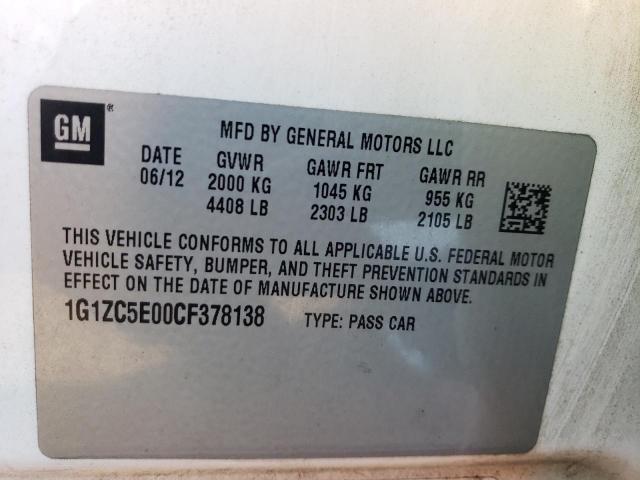 GM ®
MFD BY GENERAL MOTORS LLC
DATE GVWR GAWR FRT GAWR RR
06/12 2000 KG 1045 KG 955 KG
4408 LB 2303 LB 2105 LB
THIS VEHICLE CONFORMS TO ALL APPLICABLE U.S. FEDERAL MOTOR
VEHICLE SAFETY, BUMPER, AND THEFT PREVENTION STANDARDS IN
EFFECT ON THE DATE OF MANUFACTURE SHOWN ABOVE.
1G1ZC5E00CF378138 TYPE: PASS CAR